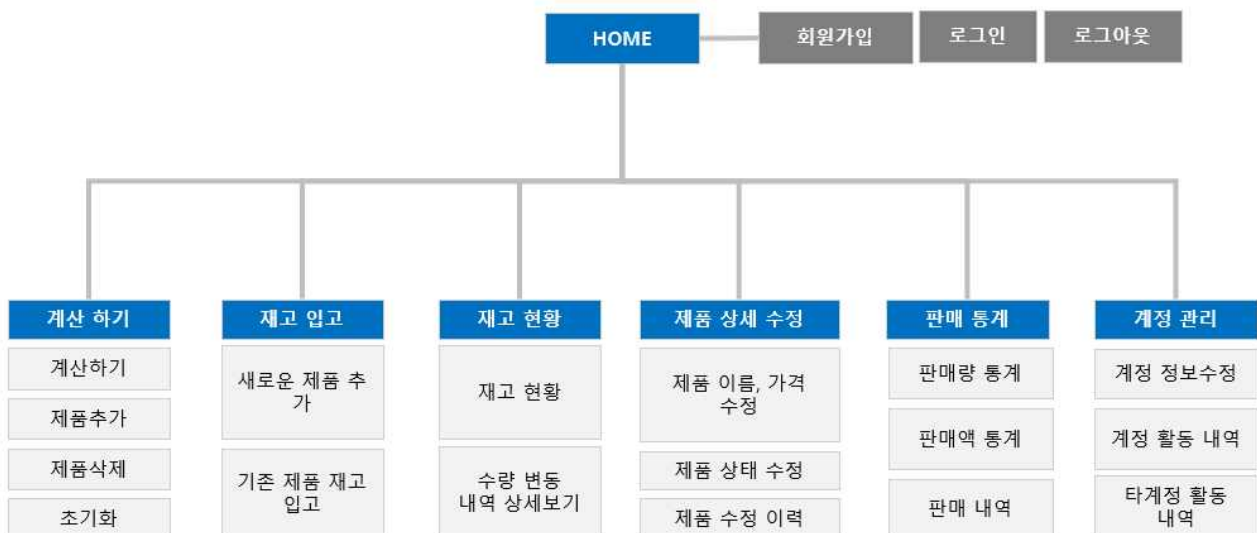 HOME
회원가입
로그인
로그아웃
계산 하기
계산하기
제품추가
제품삭제
초기화
재고 입고
새로운 제품 추
가
기존 제품 재고
입고
재고 현황
재고 현황
수량 변동
내역 상세보기
제품 상세 수정
제품 이름, 가격
수정
제품 상태 수정
제품 수정 이력
판매 통계
판매량 통계
판매액 통계
판매 내역
계정 관리
계정 정보수정
계정 활동 내역
타계정 활동
내역